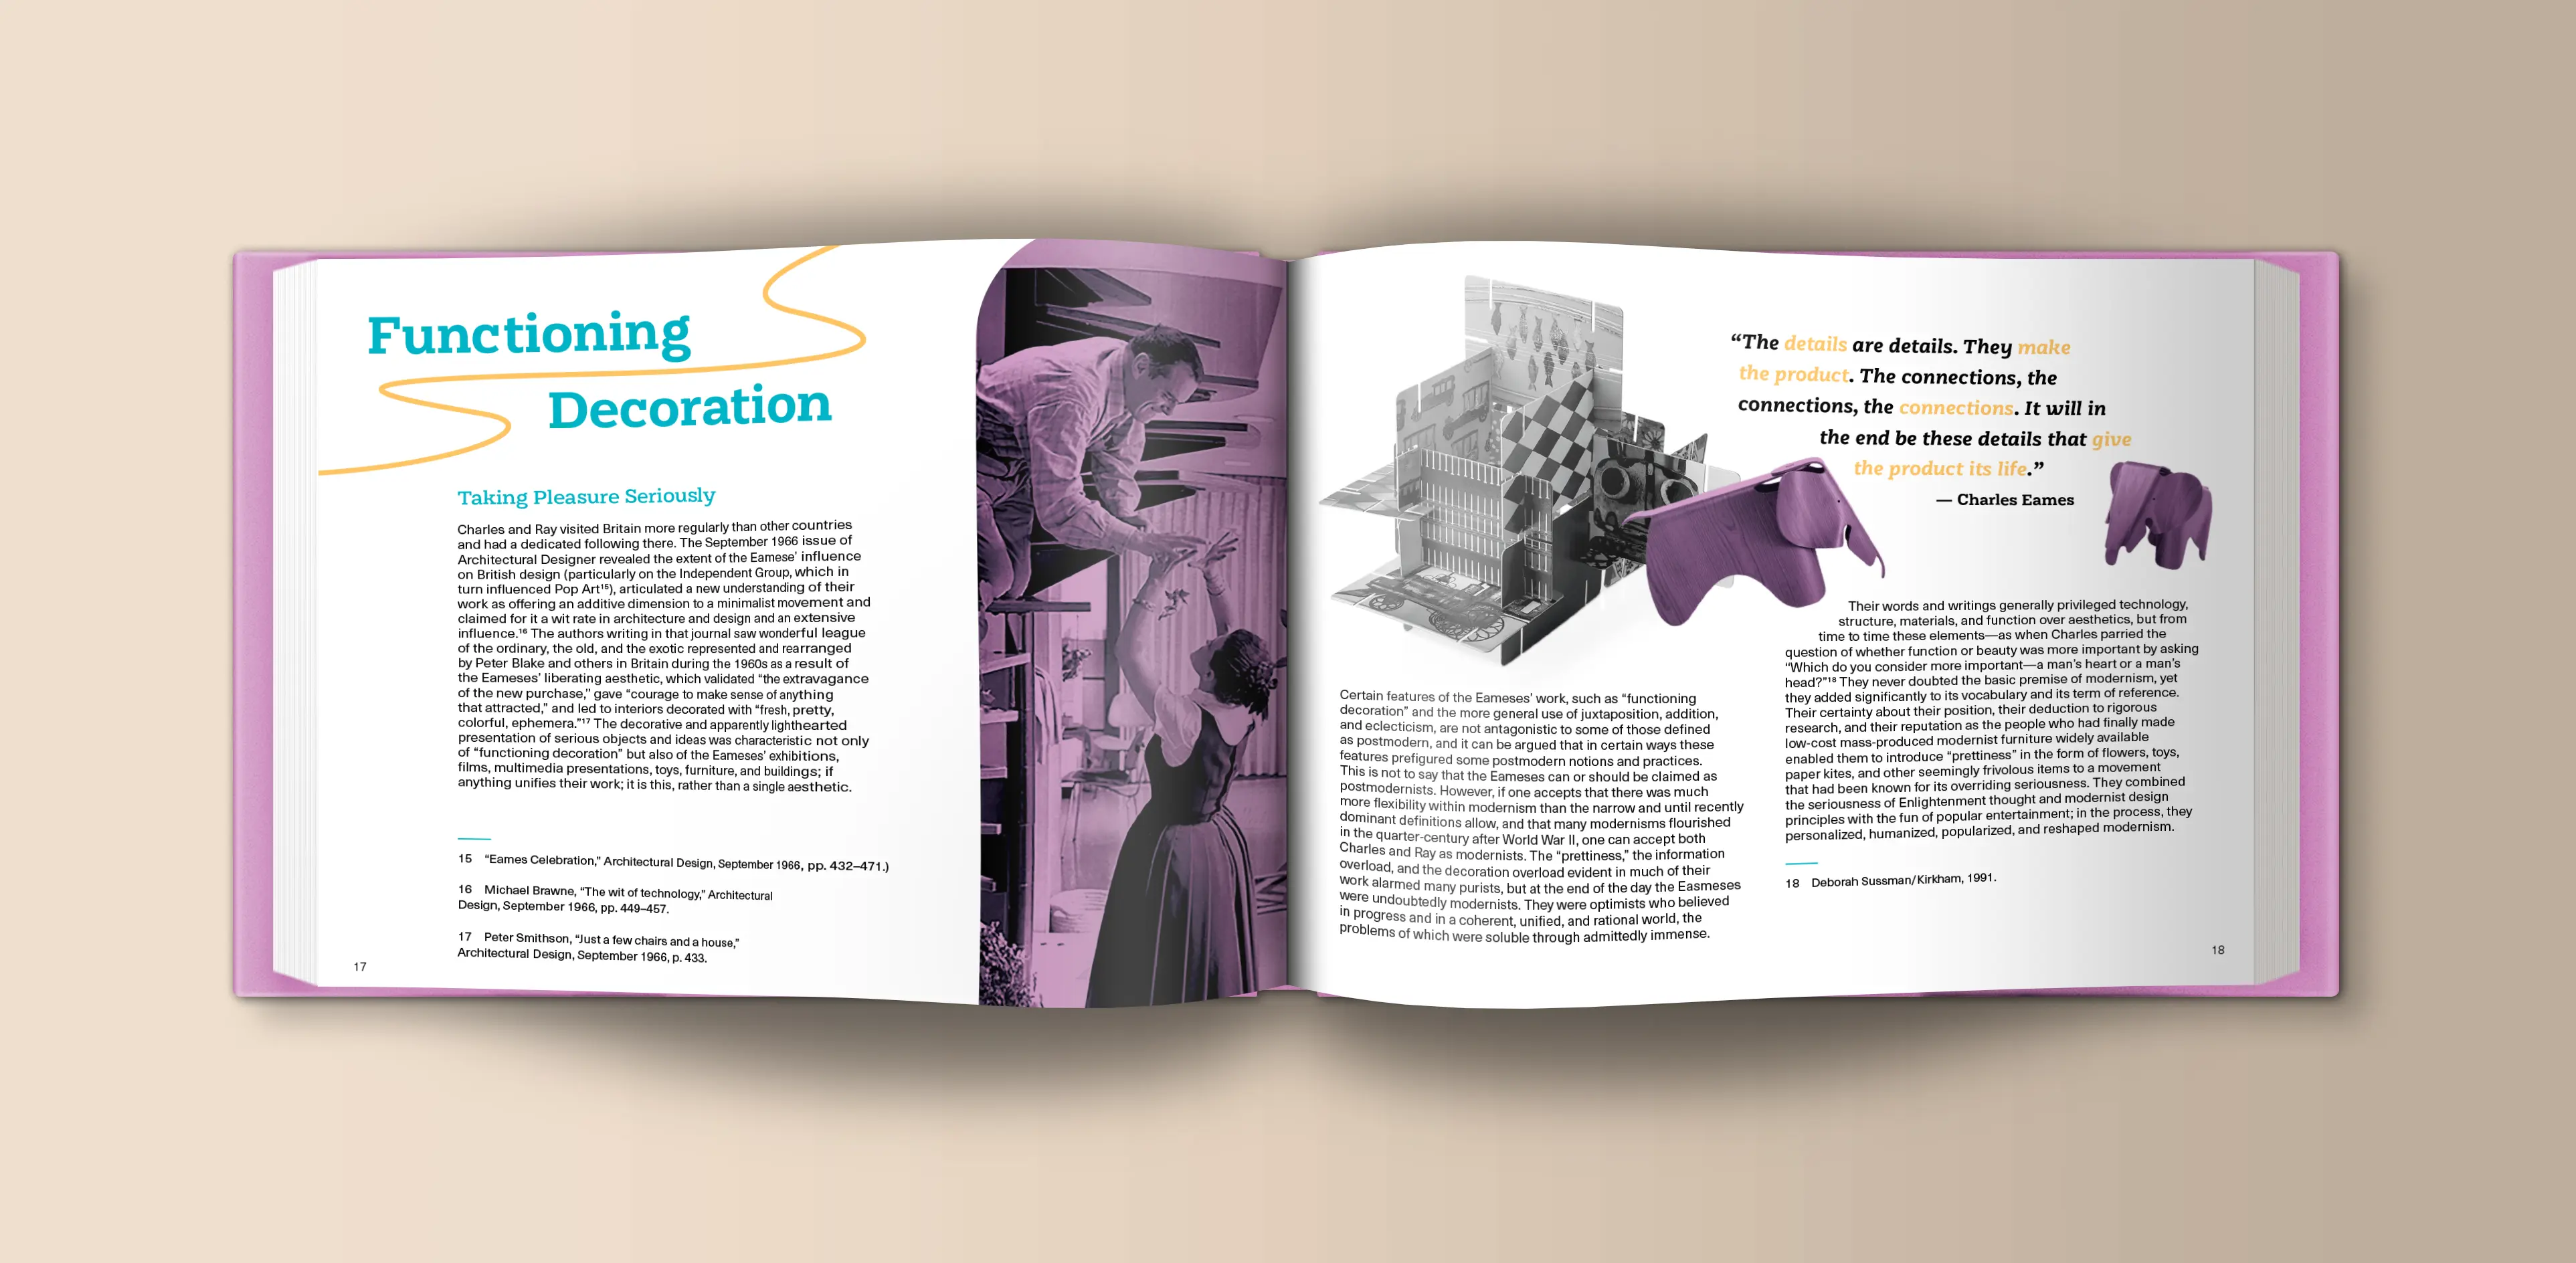 Functioning
Decoration
Taking Pleasure Seriously
Charles and Ray visited Britain more regularly than other countries
and had a dedicated following there. The September 1966 issue of
Architectural Designer revealed the extent of the Eamese' influence
on British design (particularly on the Independent Group, which in
turn influenced Pop Art¹⁵), articulated a new understanding of their
work as offering an additive dimension to a minimalist movement and
claimed for it a wit rate in architecture and design and an extensive
influence.¹⁶ The authors writing in that journal saw wonderful league
of the ordinary, the old, and the exotic represented and rearranged
by Peter Blake and others in Britain during the 1960s as a result of
the Eameses' liberating aesthetic, which validated “the extravagance
of the new purchase,” gave “courage to make sense of anything
that attracted,” and led to interiors decorated with “fresh, pretty,
colorful, ephemera.”¹⁷ The decorative and apparently lighthearted
presentation of serious objects and ideas was characteristic not only
of “functioning decoration” but also of the Eameses' exhibitions,
films, multimedia presentations, toys, furniture, and buildings; if
anything unifies their work; it is this, rather than a single aesthetic.
15 “Eames Celebration,” Architectural Design, September 1966, pp. 432–471.)
16 Michael Brawne, “The wit of technology,” Architectural
Design, September 1966, pp. 449–457.
17 Peter Smithson, “Just a few chairs and a house,”
Architectural Design, September 1966, p. 433.
17
“The details are details. They make
the product. The connections, the
connections, the connections. It will in
the end be these details that give
the product its life.”
— Charles Eames
Certain features of the Eameses' work, such as “functioning
decoration” and the more general use of juxtaposition, addition,
and eclecticism, are not antagonistic to some of those defined
as postmodern, and it can be argued that in certain ways these
features prefigured some postmodern notions and practices.
This is not to say that the Eameses can or should be claimed as
postmodernists. However, if one accepts that there was much
more flexibility within modernism than the narrow and until recently
dominant definitions allow, and that many modernisms flourished
in the quarter-century after World War II, one can accept both
Charles and Ray as modernists. The “prettiness,” the information
overload, and the decoration overload evident in much of their
work alarmed many purists, but at the end of the day the Easmeses
were undoubtedly modernists. They were optimists who believed
in progress and in a coherent, unified, and rational world, the
problems of which were soluble through admittedly immense.
Their words and writings generally privileged technology,
structure, materials, and function over aesthetics, but from
time to time these elements—as when Charles parried the
question of whether function or beauty was more important by asking
“Which do you consider more important—a man's heart or a man's
head?”¹⁸ They never doubted the basic premise of modernism, yet
they added significantly to its vocabulary and its term of reference.
Their certainty about their position, their deduction to rigorous
research, and their reputation as the people who had finally made
low-cost mass-produced modernist furniture widely available
enabled them to introduce “prettiness” in the form of flowers, toys,
paper kites, and other seemingly frivolous items to a movement
that had been known for its overriding seriousness. They combined
the seriousness of Enlightenment thought and modernist design
principles with the fun of popular entertainment; in the process, they
personalized, humanized, popularized, and reshaped modernism.
18 Deborah Sussman/Kirkham, 1991.
18